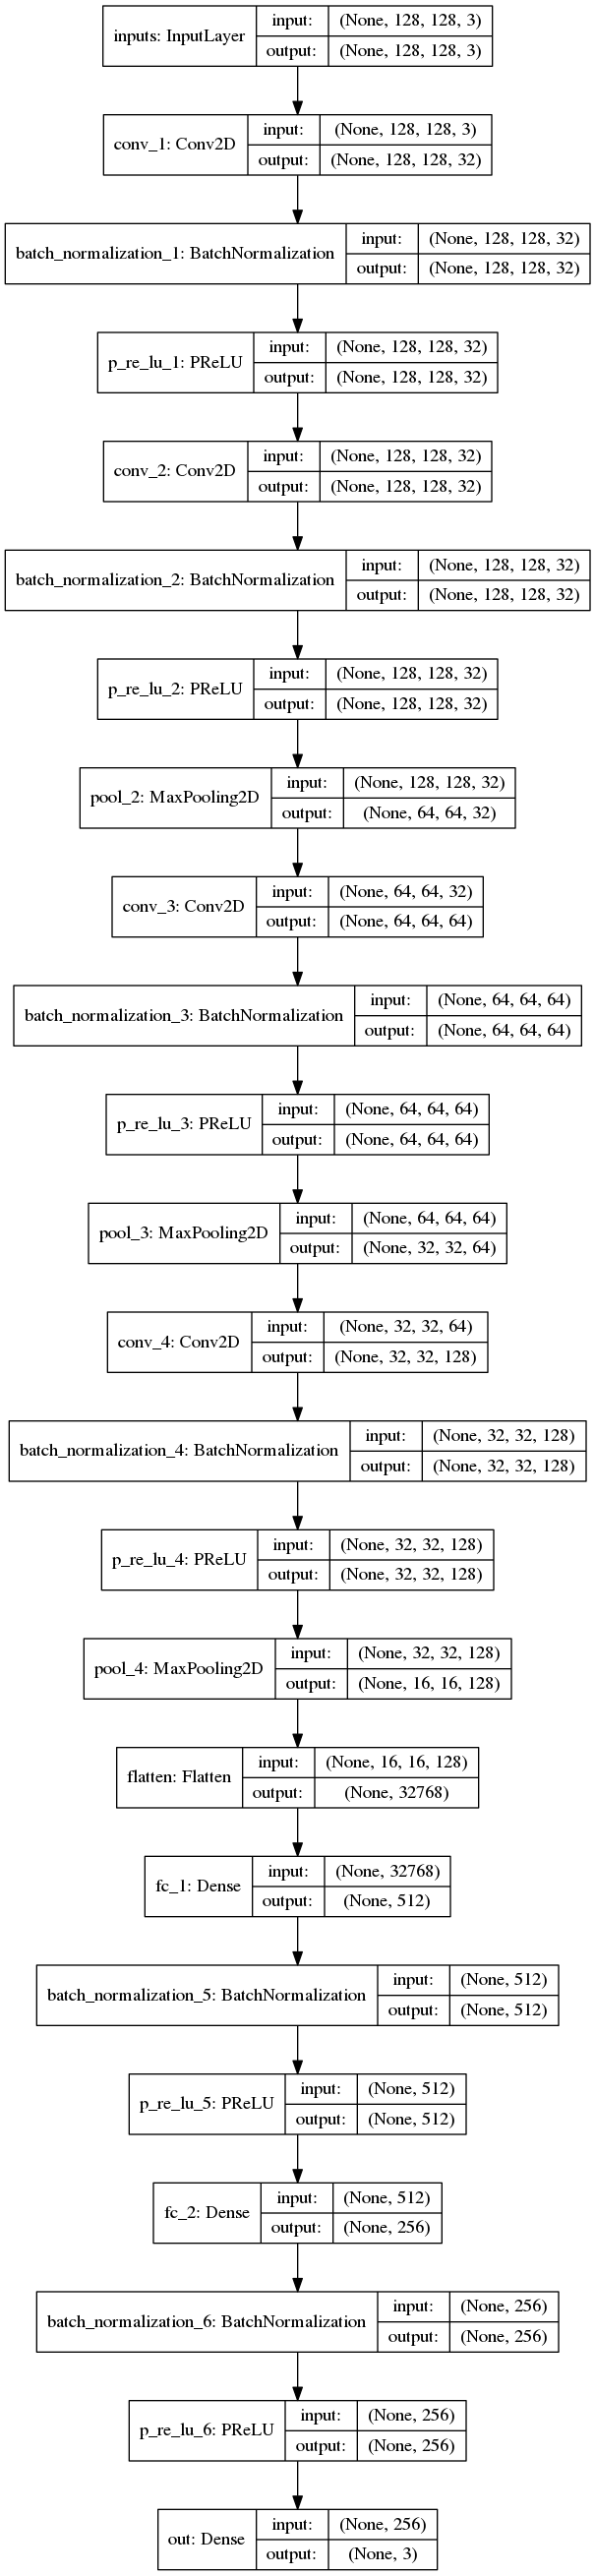 inputs: InputLayer
input: (None, 128, 128, 3)
output: (None, 128, 128, 3)
conv_1: Conv2D
input: (None, 128, 128, 3)
output: (None, 128, 128, 32)
batch_normalization_1: BatchNormalization
input: (None, 128, 128, 32)
output: (None, 128, 128, 32)
p_re_lu_1: PReLU
input: (None, 128, 128, 32)
output: (None, 128, 128, 32)
conv_2: Conv2D
input: (None, 128, 128, 32)
output: (None, 128, 128, 32)
batch_normalization_2: BatchNormalization
input: (None, 128, 128, 32)
output: (None, 128, 128, 32)
p_re_lu_2: PReLU
input: (None, 128, 128, 32)
output: (None, 128, 128, 32)
pool_2: MaxPooling2D
input: (None, 128, 128, 32)
output: (None, 64, 64, 32)
conv_3: Conv2D
input: (None, 64, 64, 32)
output: (None, 64, 64, 64)
batch_normalization_3: BatchNormalization
input: (None, 64, 64, 64)
output: (None, 64, 64, 64)
p_re_lu_3: PReLU
input: (None, 64, 64, 64)
output: (None, 64, 64, 64)
pool_3: MaxPooling2D
input: (None, 64, 64, 64)
output: (None, 32, 32, 64)
conv_4: Conv2D
input: (None, 32, 32, 64)
output: (None, 32, 32, 128)
batch_normalization_4: BatchNormalization
input: (None, 32, 32, 128)
output: (None, 32, 32, 128)
p_re_lu_4: PReLU
input: (None, 32, 32, 128)
output: (None, 32, 32, 128)
pool_4: MaxPooling2D
input: (None, 32, 32, 128)
output: (None, 16, 16, 128)
flatten: Flatten
input: (None, 16, 16, 128)
output: (None, 32768)
fc_1: Dense
input: (None, 32768)
output: (None, 512)
batch_normalization_5: BatchNormalization
input: (None, 512)
output: (None, 512)
p_re_lu_5: PReLU
input: (None, 512)
output: (None, 512)
fc_2: Dense
input: (None, 512)
output: (None, 256)
batch_normalization_6: BatchNormalization
input: (None, 256)
output: (None, 256)
p_re_lu_6: PReLU
input: (None, 256)
output: (None, 256)
out: Dense
input: (None, 256)
output: (None, 3)